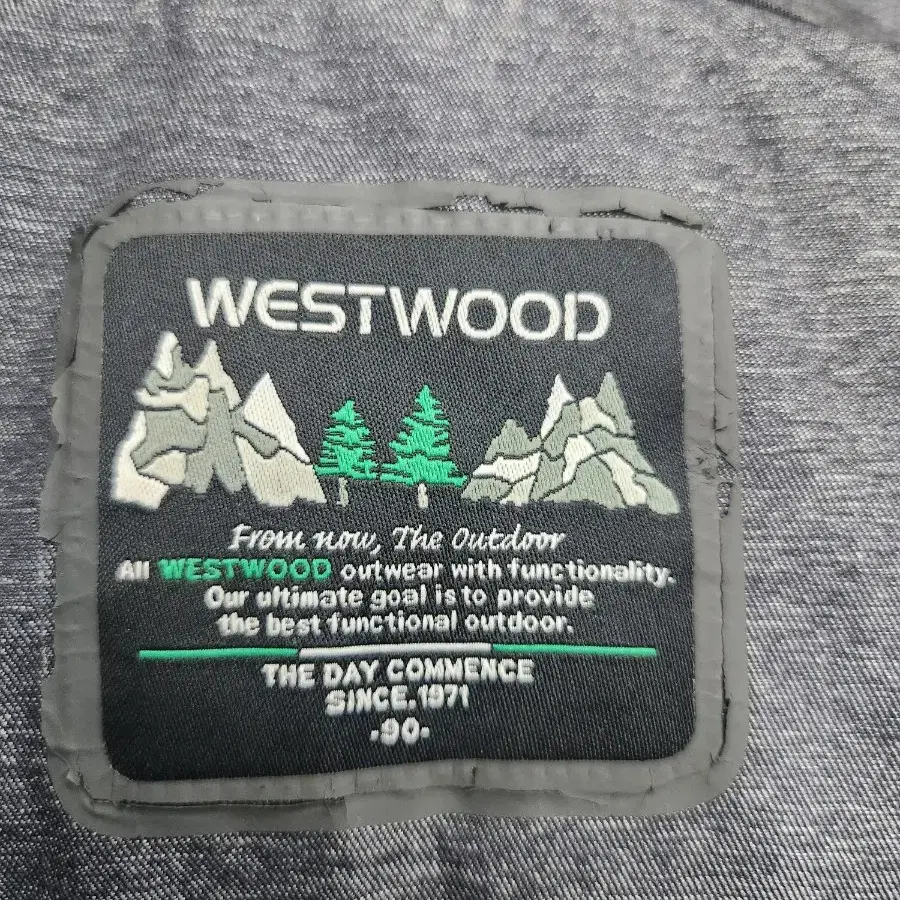 WESTWOOD
From now, The Outdoor
All WESTWOOD outwear with functionality.
Our ultimate goal is to provide
the best functional outdoor.
THE DAY COMMENCE
SINCE.1971
·90·